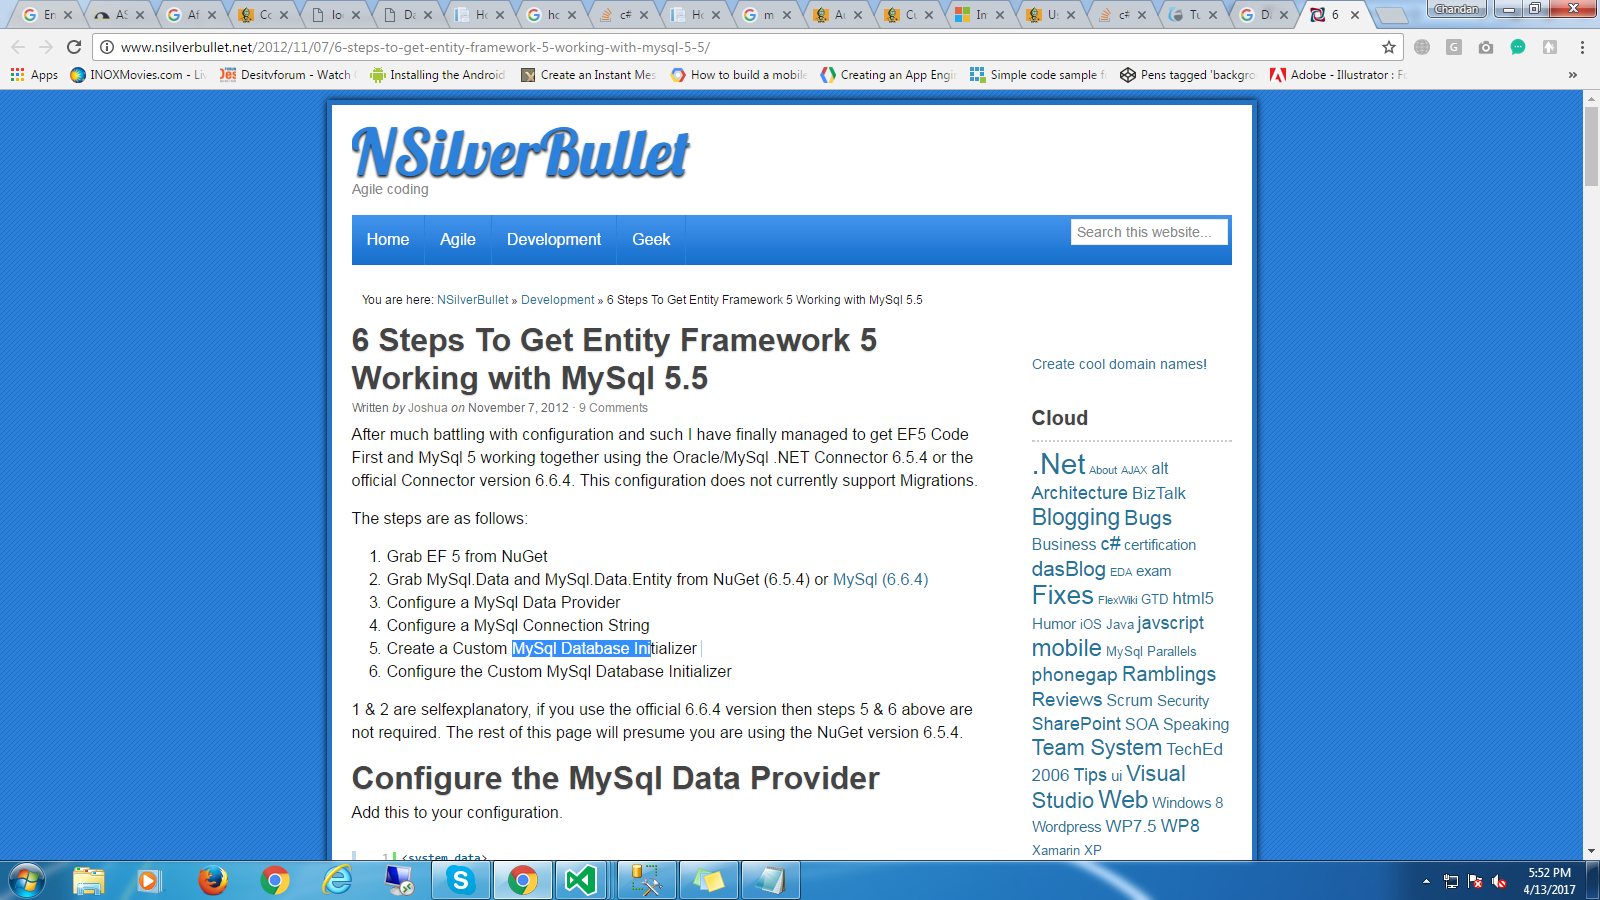 En
AS
Af
Co
loc
Da
Ho
ho
c#
Ho
m
Au
Cu
In
Us
c#
Tu
Di
6
Chandan
www.nsilverbullet.net/2012/11/07/6-steps-to-get-entity-framework-5-working-with-mysql-5-5/
Apps
INOXMovies.com - Liv
Desitvforum - Watch
Installing the Android
Create an Instant Mes
How to build a mobile
Creating an App Engi
Simple code sample f
Pens tagged 'backgro
Adobe - Illustrator : Fo
»
NSilverBullet
Agile coding
Home Agile Development Geek
Search this website...
You are here: NSilverBullet » Development » 6 Steps To Get Entity Framework 5 Working with MySql 5.5
6 Steps To Get Entity Framework 5
Working with MySql 5.5
Written by Joshua on November 7, 2012 · 9 Comments
After much battling with configuration and such I have finally managed to get EF5 Code
First and MySql 5 working together using the Oracle/MySql .NET Connector 6.5.4 or the
official Connector version 6.6.4. This configuration does not currently support Migrations.
The steps are as follows:
1. Grab EF 5 from NuGet
2. Grab MySql.Data and MySql.Data.Entity from NuGet (6.5.4) or MySql (6.6.4)
3. Configure a MySql Data Provider
4. Configure a MySql Connection String
5. Create a Custom MySql Database Initializer
6. Configure the Custom MySql Database Initializer
1 & 2 are selfexplanatory, if you use the official 6.6.4 version then steps 5 & 6 above are
not required. The rest of this page will presume you are using the NuGet version 6.5.4.
Configure the MySql Data Provider
Add this to your configuration.
1 <system.data>
Create cool domain names!
Cloud
.Net About AJAX alt
Architecture BizTalk
Blogging Bugs
Business c# certification
dasBlog EDA exam
Fixes FlexWiki GTD html5
Humor iOS Java javscript
mobile MySql Parallels
phonegap Ramblings
Reviews Scrum Security
SharePoint SOA Speaking
Team System TechEd
2006 Tips ui Visual
Studio Web Windows 8
Wordpress WP7.5 WP8
Xamarin XP
5:52 PM
4/13/2017